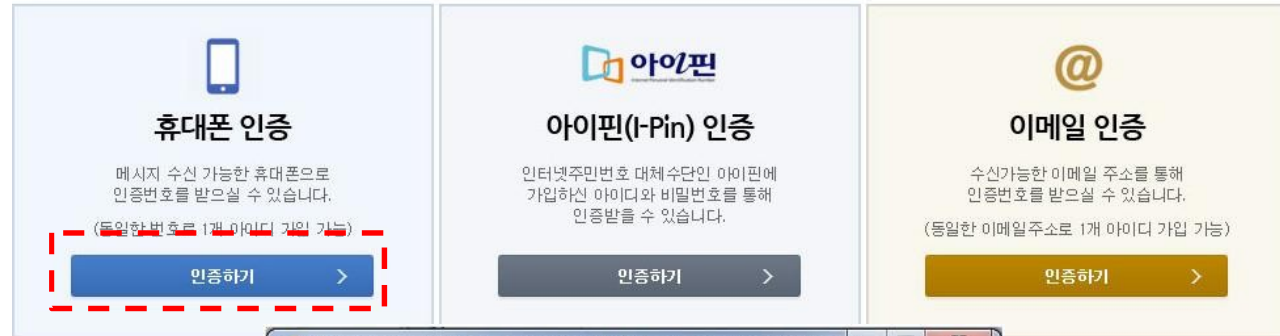 아이핀
휴대폰 인증
메시지 수신 가능한 휴대폰으로
인증번호를 받으실 수 있습니다.
(동일한 번호로 1개 아이디 가입 가능)
인증하기
아이핀(I-Pin) 인증
인터넷주민번호 대체수단인 아이핀에
가입하신 아이디와 비밀번호를 통해
인증받을 수 있습니다.
인증하기
@
이메일 인증
수신가능한 이메일 주소를 통해
인증번호를 받으실 수 있습니다.
(동일한 이메일주소로 1개 아이디 가입 가능)
인증하기